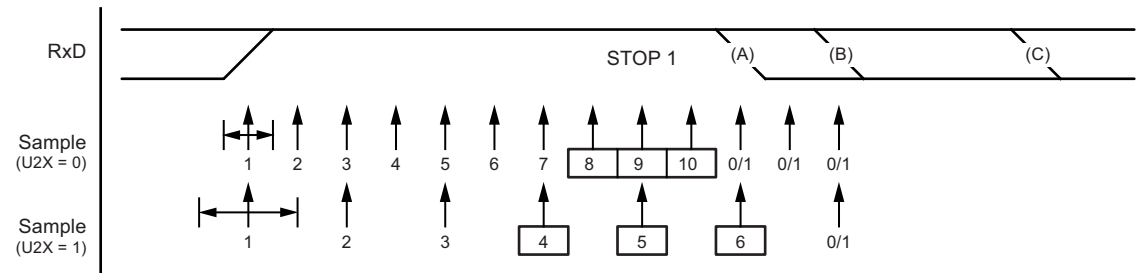 RxD STOP 1 (A) (B) (C)
Sample
(U2X = 0)
1 2 3 4 5 6 7 8 9 10 0/1 0/1 0/1
Sample
(U2X = 1)
1 2 3 4 5 6 0/1